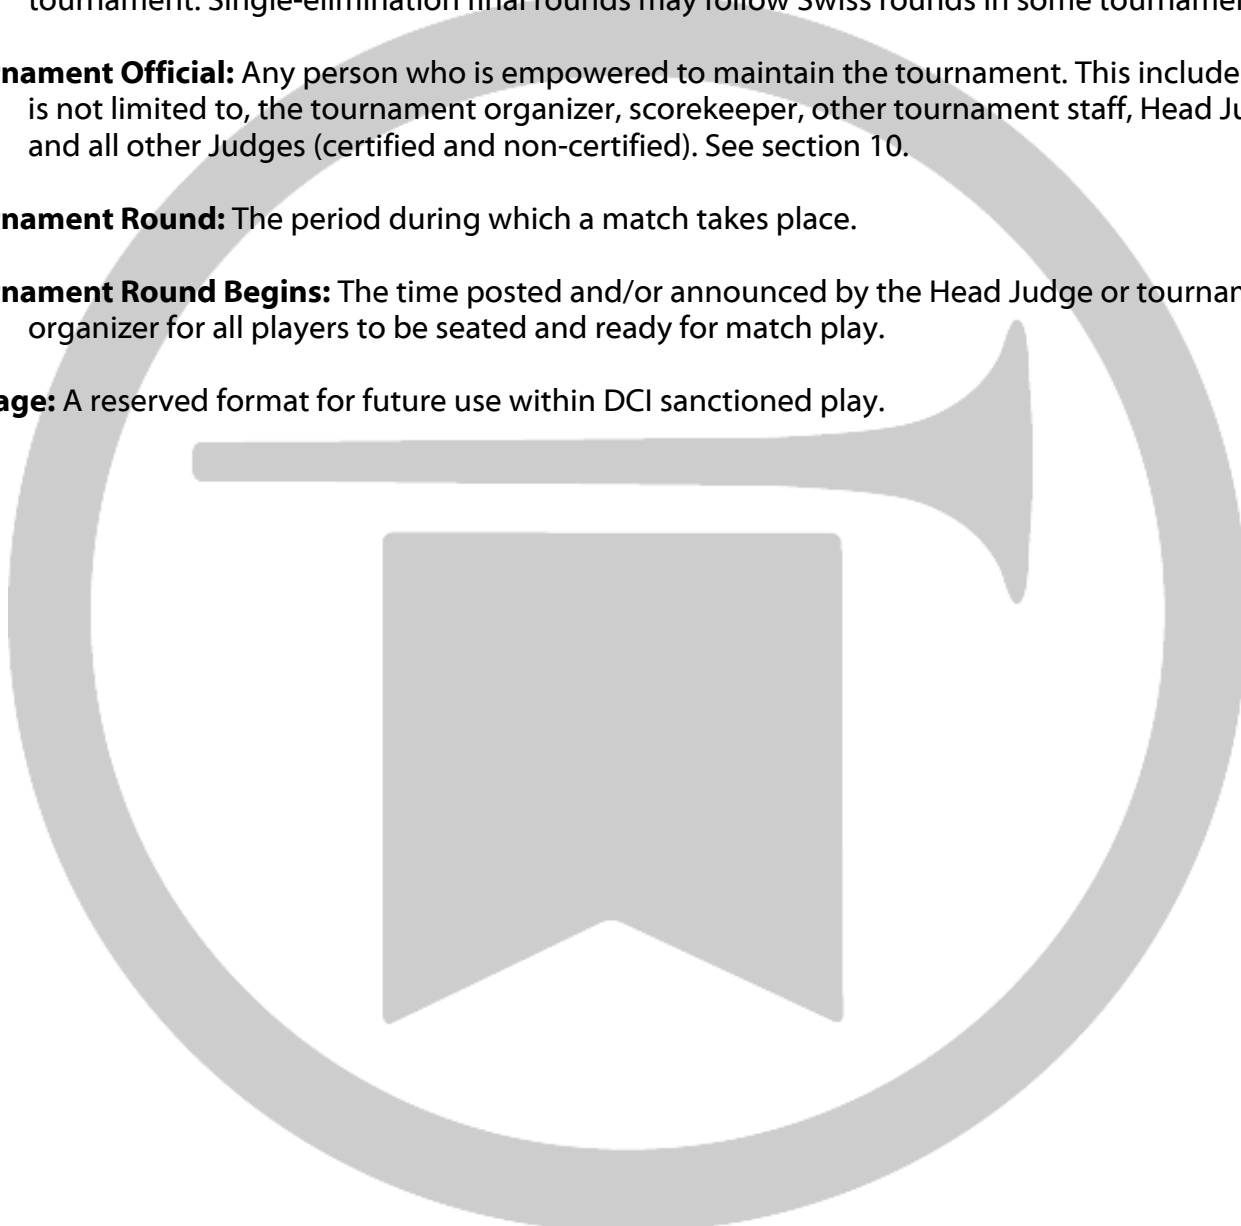 tournament. Single-elimination final rounds may follow Swiss rounds in some tournamen
nament Official: Any person who is empowered to maintain the tournament. This include
is not limited to, the tournament organizer, scorekeeper, other tournament staff, Head Ju
and all other Judges (certified and non-certified). See section 10.
nament Round: The period during which a match takes place.
nament Round Begins: The time posted and/or announced by the Head Judge or tournam
organizer for all players to be seated and ready for match play.
age: A reserved format for future use within DCI sanctioned play.